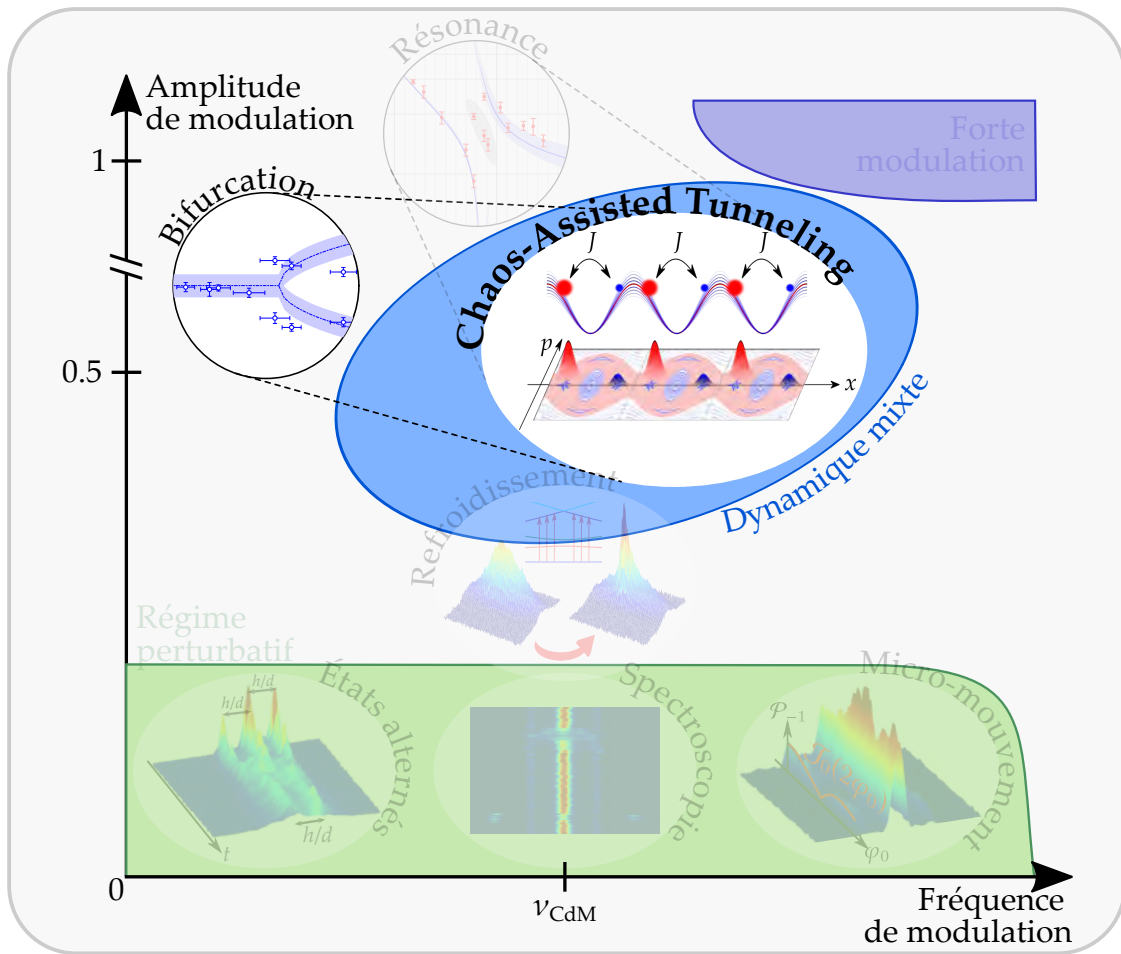 Résonance
Amplitude
de modulation
Forte
modulation
1
Bifurcation
Chaos-Assisted Tunneling
J
J
J
p
x
0.5
Dynamique mixte
Refroidissement
Régime
perturbatif
États alternés
h/d
h/d
h/d
t
Spectroscopie
Micro-mouvement
𝒫₋₁
φ₀
0
ν_CdM
Fréquence
de modulation